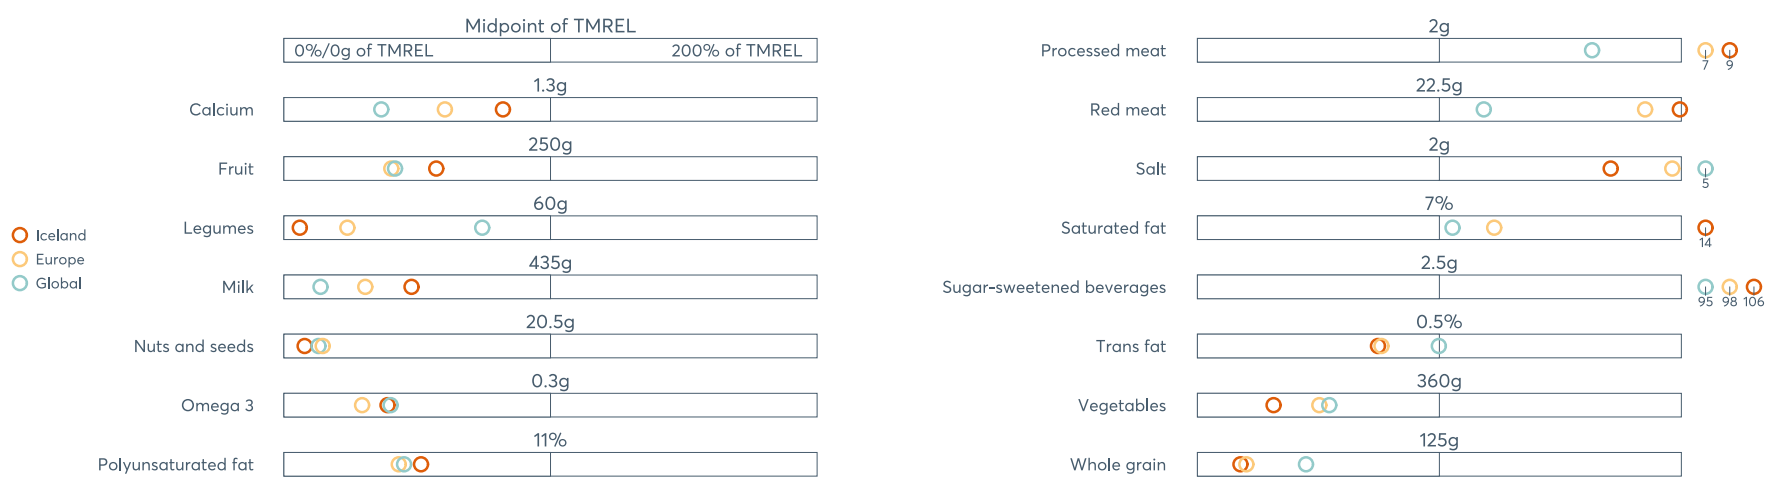 Midpoint of TMREL
0%/0g of TMREL 200% of TMREL
1.3g
Calcium
250g
Fruit
60g
Legumes
435g
Milk
20.5g
Nuts and seeds
0.3g
Omega 3
11%
Polyunsaturated fat
Iceland
Europe
Global
2g
Processed meat
7 9
22.5g
Red meat
2g
Salt
5
7%
Saturated fat
14
2.5g
Sugar-sweetened beverages
95 98 106
0.5%
Trans fat
360g
Vegetables
125g
Whole grain